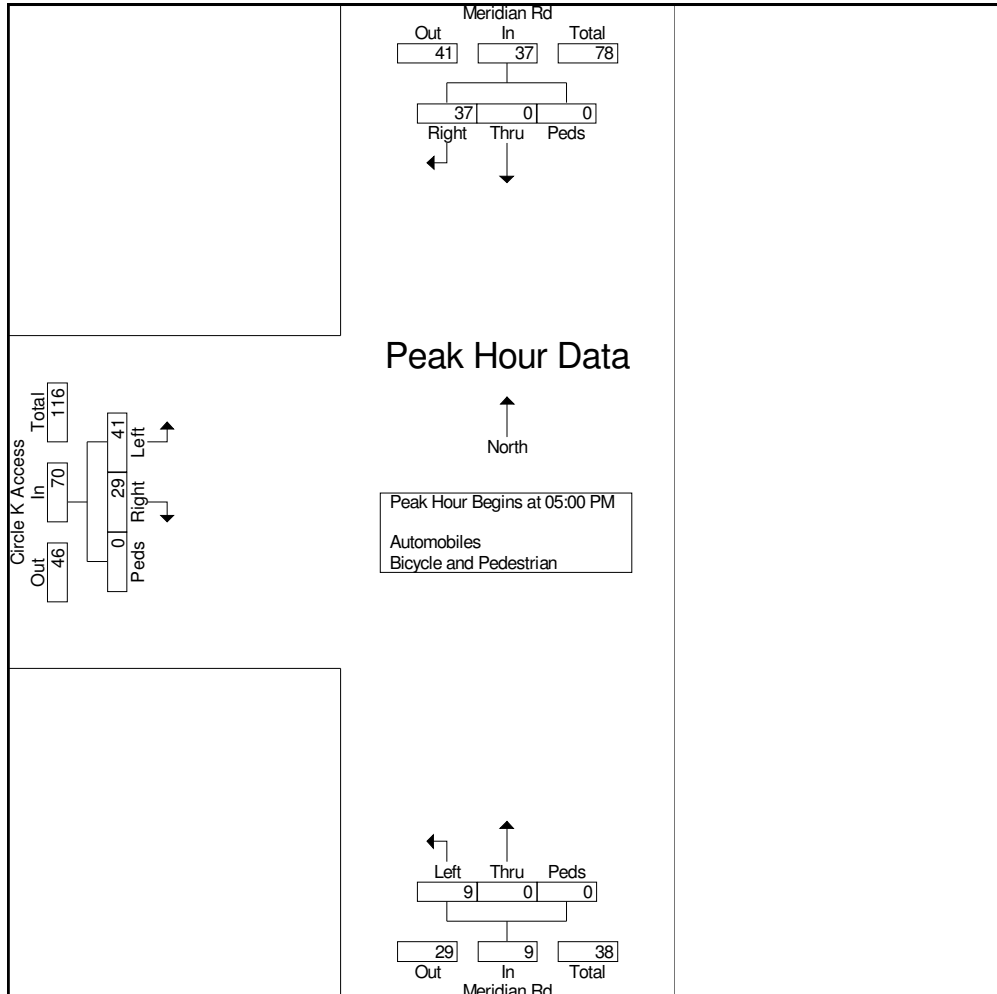 Meridian Rd
Out In Total
41 37 78
37 0 0
Right Thru Peds
Peak Hour Data
North
Peak Hour Begins at 05:00 PM
Automobiles
Bicycle and Pedestrian
Circle K Access
Out In Total
46 70 116
0 29 41
Peds Right Left
Left Thru Peds
9 0 0
29 9 38
Out In Total
Meridian Rd